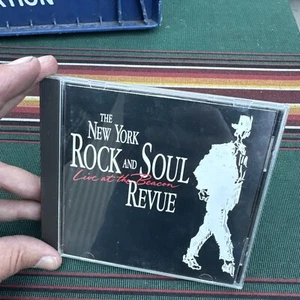 THE
NEW YORK
ROCK AND SOUL
Live at the Beacon
REVUE